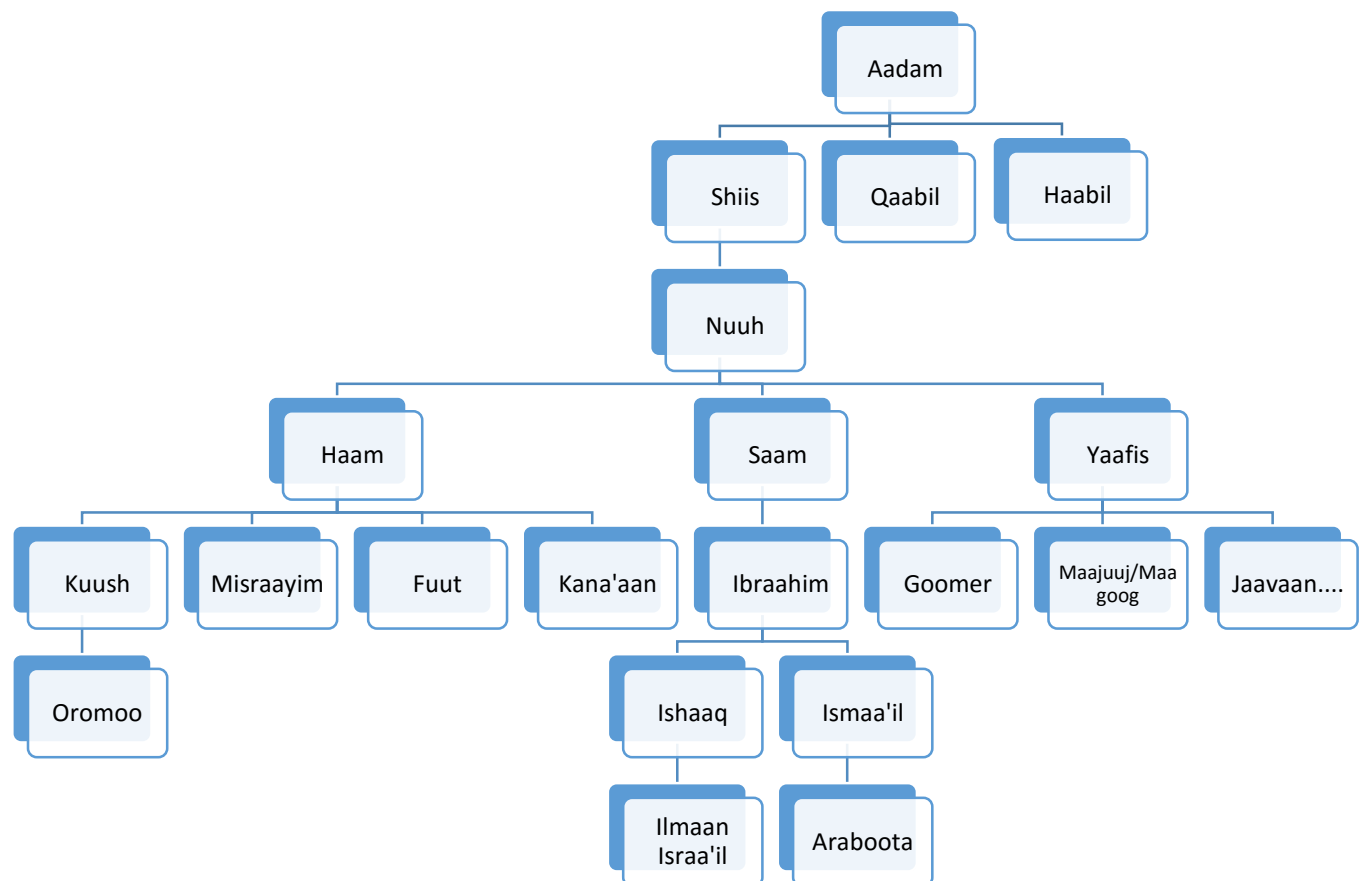 Aadam
Shiis
Qaabil
Haabil
Nuuh
Haam
Saam
Yaafis
Kuush
Misraayim
Fuut
Kana'aan
Ibraahim
Goomer
Maajuuj/Maa
goog
Jaavaan....
Oromoo
Ishaaq
Ismaa'il
Ilmaan
Israa'il
Araboota